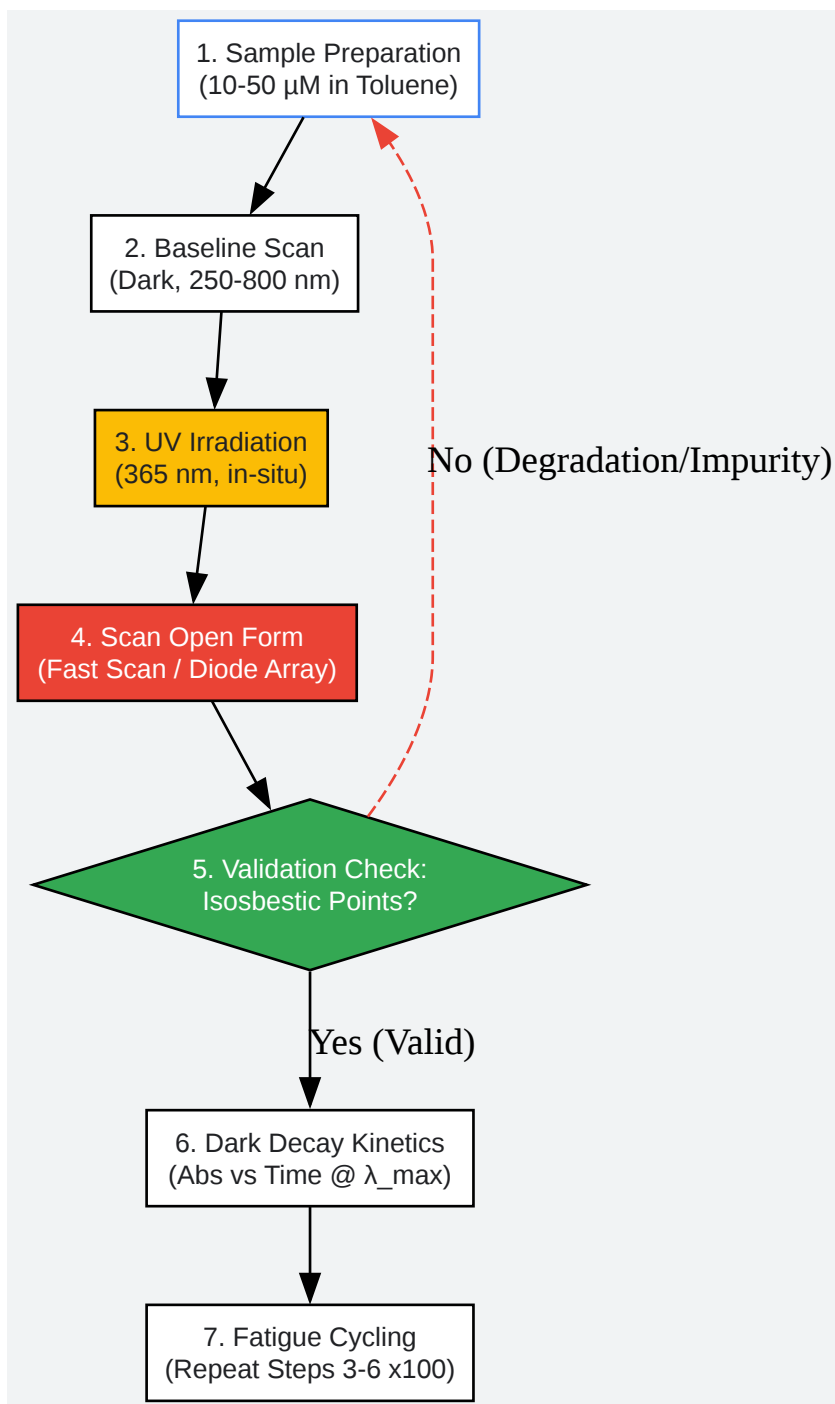 1. Sample Preparation
(10-50 µM in Toluene)
2. Baseline Scan
(Dark, 250-800 nm)
3. UV Irradiation
(365 nm, in-situ)
No (Degradation/Impurity)
4. Scan Open Form
(Fast Scan / Diode Array)
5. Validation Check:
Isosbestic Points?
Yes (Valid)
6. Dark Decay Kinetics
(Abs vs Time @ λ_max)
7. Fatigue Cycling
(Repeat Steps 3-6 x100)